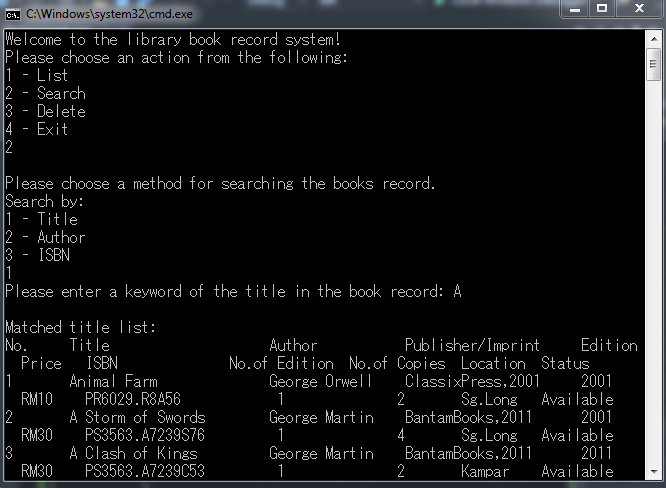 C:\Windows\system32\cmd.exe
Welcome to the library book record system!
Please choose an action from the following:
1 - List
2 - Search
3 - Delete
4 - Exit
2
Please choose a method for searching the books record.
Search by:
1 - Title
2 - Author
3 - ISBN
1
Please enter a keyword of the title in the book record: A
Matched title list:
No. Title Author Publisher/Imprint Edition
Price ISBN No.of Edition No.of Copies Location Status
1 Animal Farm George Orwell ClassixPress,2001 2001
RM10 PR6029.R8A56 1 2 Sg.Long Available
2 A Storm of Swords George Martin BantamBooks,2011 2001
RM30 PS3563.A7239S76 1 4 Sg.Long Available
3 A Clash of Kings George Martin BantamBooks,2011 2011
RM30 PS3563.A7239C53 1 2 Kampar Available